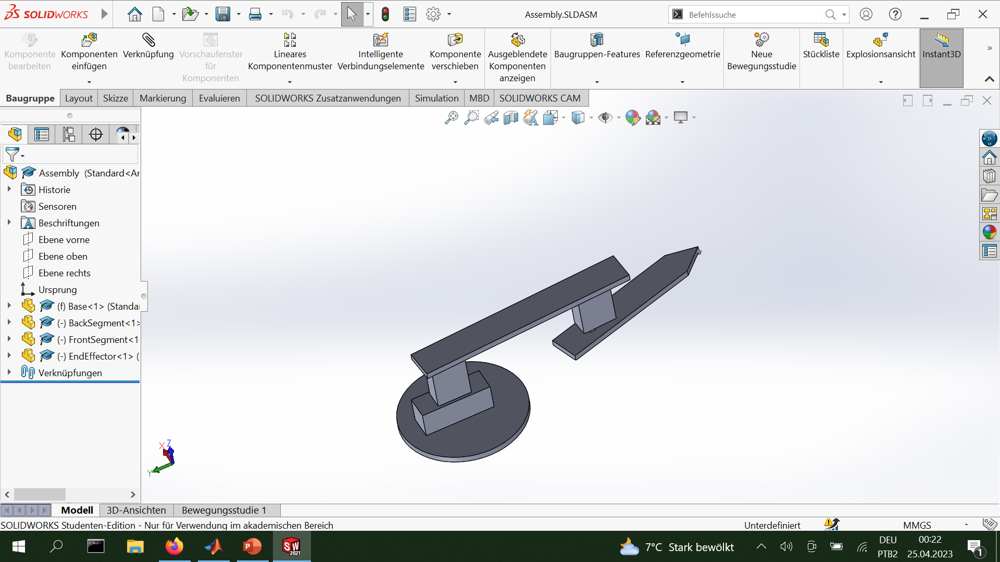 SOLIDWORKS
Assembly.SLDASM
Befehlssuche
Komponente
bearbeiten
Komponenten
einfügen
Verknüpfung
Vorschaufenster
für
Komponenten
Lineares
Komponentenmuster
Intelligente
Verbindungselemente
Komponente
verschieben
Ausgeblendete
Komponenten
anzeigen
Baugruppen-Features
Referenzgeometrie
Neue
Bewegungsstudie
Stückliste
Explosionsansicht
Instant3D
Baugruppe
Layout
Skizze
Markierung
Evaluieren
SOLIDWORKS Zusatzanwendungen
Simulation
MBD
SOLIDWORKS CAM
Assembly (Standard<Ar
Historie
Sensoren
Beschriftungen
Ebene vorne
Ebene oben
Ebene rechts
Ursprung
(f) Base<1> (Standa
(-) BackSegment<1>
(-) FrontSegment<1
(-) EndEffector<1> (
Verknüpfungen
X Z
Y
Modell
3D-Ansichten
Bewegungsstudie 1
SOLIDWORKS Studenten-Edition - Nur für Verwendung im akademischen Bereich
Unterdefiniert
MMGS
P
SW
2021
7°C Stark bewölkt
DEU
PTB2
00:22
25.04.2023
1